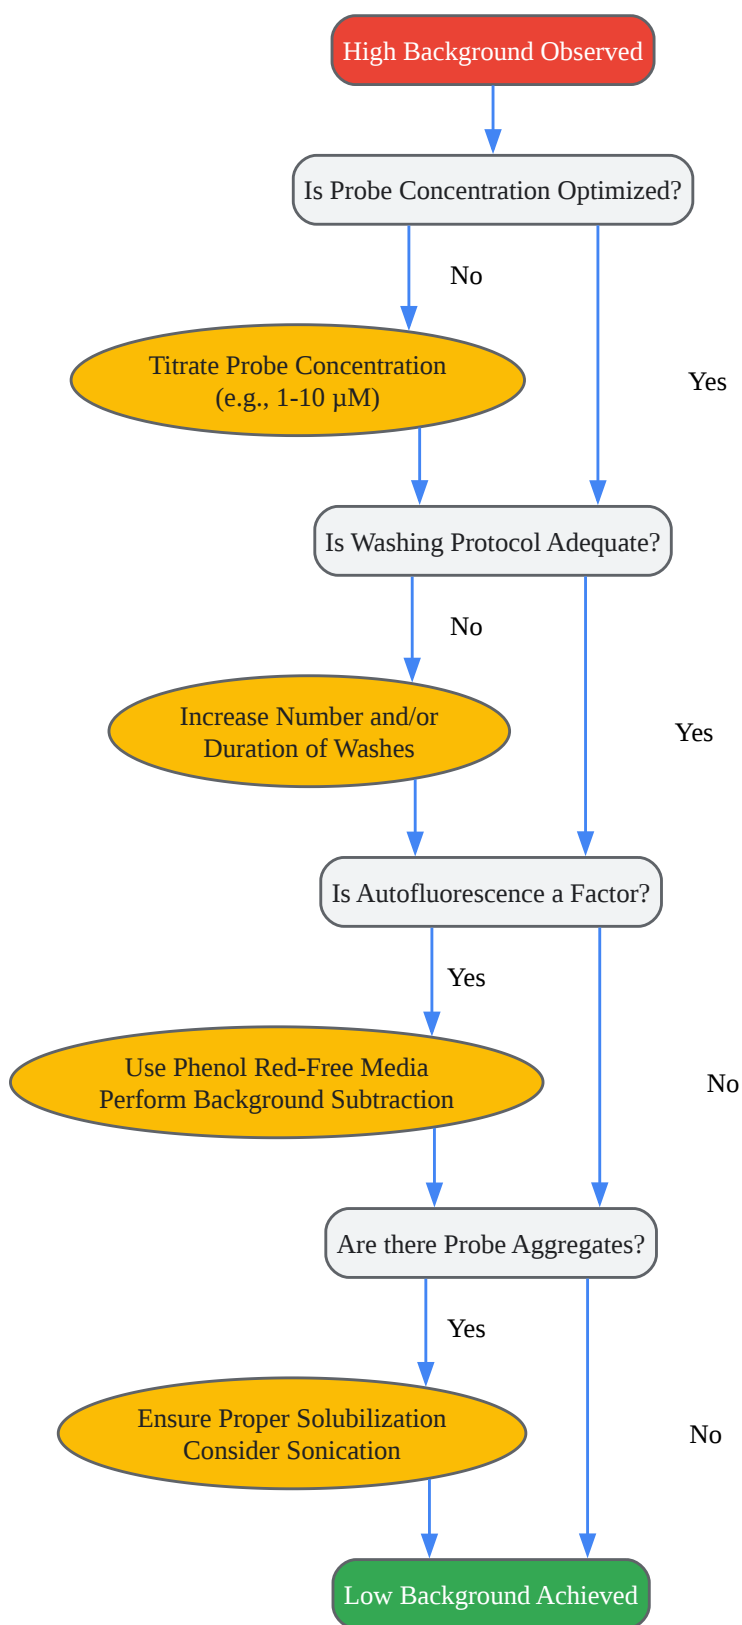 High Background Observed
Is Probe Concentration Optimized?
No
Titrate Probe Concentration
(e.g., 1-10 µM)
Yes
Is Washing Protocol Adequate?
No
Increase Number and/or
Duration of Washes
Yes
Is Autofluorescence a Factor?
Yes
Use Phenol Red-Free Media
Perform Background Subtraction
No
Are there Probe Aggregates?
Yes
Ensure Proper Solubilization
Consider Sonication
No
Low Background Achieved